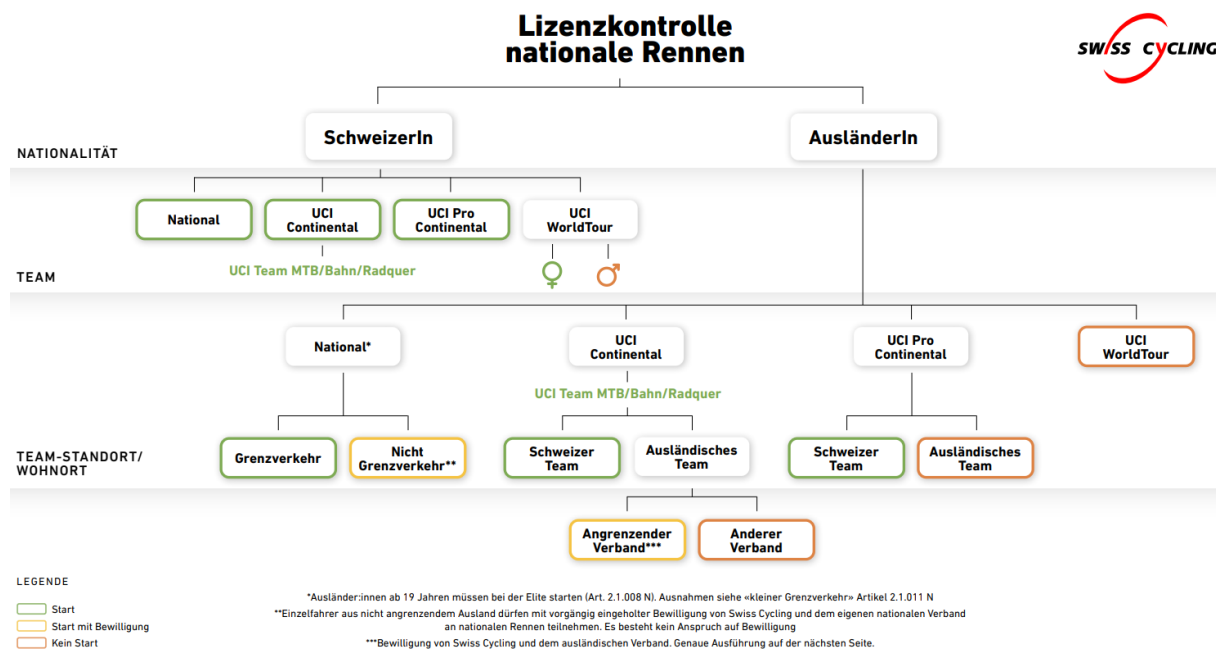 Lizenzkontrolle
nationale Rennen
SWISS CYCLING
SchweizerIn
AusländerIn
NATIONALITÄT
National
UCI
Continental
UCI Pro
Continental
UCI
WorldTour
UCI Team MTB/Bahn/Radquer
TEAM
National*
UCI
Continental
UCI Pro
Continental
UCI
WorldTour
UCI Team MTB/Bahn/Radquer
TEAM-STANDORT/
WOHNORT
Grenzverkehr
Nicht
Grenzverkehr**
Schweizer
Team
Ausländisches
Team
Schweizer
Team
Ausländisches
Team
Angrenzender
Verband***
Anderer
Verband
LEGENDE
Start
Start mit Bewilligung
Kein Start
*Ausländer:innen ab 19 Jahren müssen bei der Elite starten (Art. 2.1.008 N). Ausnahmen siehe «kleiner Grenzverkehr» Artikel 2.1.011 N
**Einzelfahrer aus nicht angrenzendem Ausland dürfen mit vorgängig eingeholter Bewilligung von Swiss Cycling und dem eigenen nationalen Verband
an nationalen Rennen teilnehmen. Es besteht kein Anspruch auf Bewilligung
***Bewilligung von Swiss Cycling und dem ausländischen Verband. Genaue Ausführung auf der nächsten Seite.